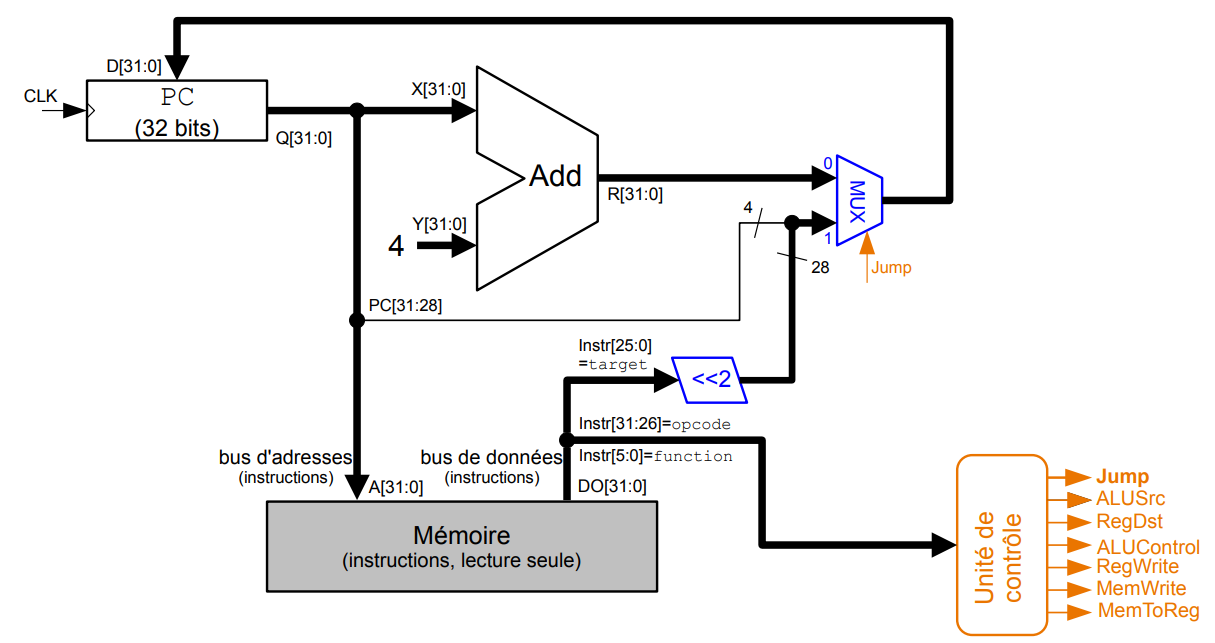 D[31:0]
CLK
PC
(32 bits)
Q[31:0]
X[31:0]
Add
R[31:0]
Y[31:0]
4
0
MUX
1
4
28
Jump
PC[31:28]
Instr[25:0]
=target
<<2
Instr[31:26]=opcode
Instr[5:0]=function
bus d'adresses
(instructions)
bus de données
(instructions)
A[31:0]
DO[31:0]
Mémoire
(instructions, lecture seule)
Unité de
contrôle
Jump
ALUSrc
RegDst
ALUControl
RegWrite
MemWrite
MemToReg